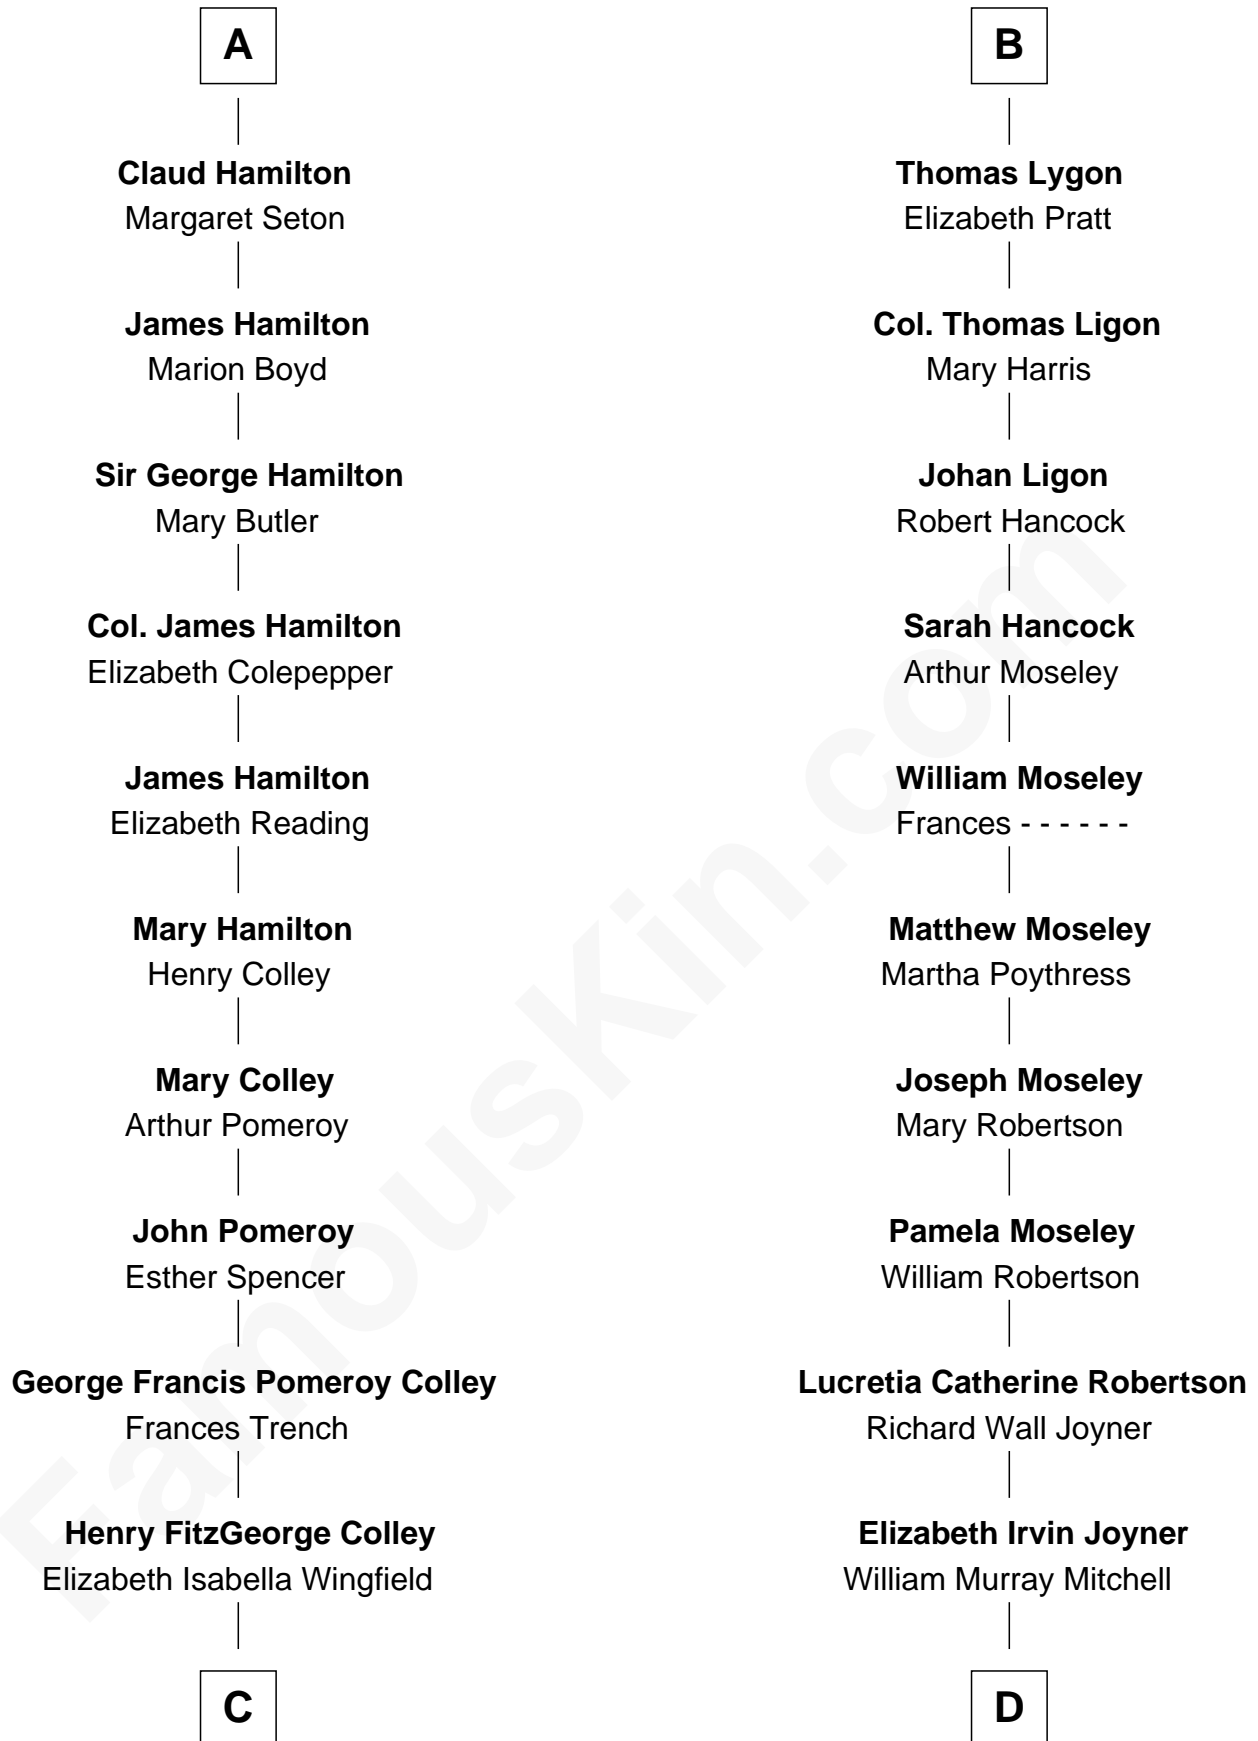 A
Claud Hamilton
Margaret Seton
James Hamilton
Marion Boyd
Sir George Hamilton
Mary Butler
Col. James Hamilton
Elizabeth Colepepper
James Hamilton
Elizabeth Reading
Mary Hamilton
Henry Colley
Mary Colley
Arthur Pomeroy
John Pomeroy
Esther Spencer
George Francis Pomeroy Colley
Frances Trench
Henry FitzGeorge Colley
Elizabeth Isabella Wingfield
C
B
Thomas Lygon
Elizabeth Pratt
Col. Thomas Ligon
Mary Harris
Johan Ligon
Robert Hancock
Sarah Hancock
Arthur Moseley
William Moseley
Frances - - - - - -
Matthew Moseley
Martha Poythress
Joseph Moseley
Mary Robertson
Pamela Moseley
William Robertson
Lucretia Catherine Robertson
Richard Wall Joyner
Elizabeth Irvin Joyner
William Murray Mitchell
D
FamousKin.com